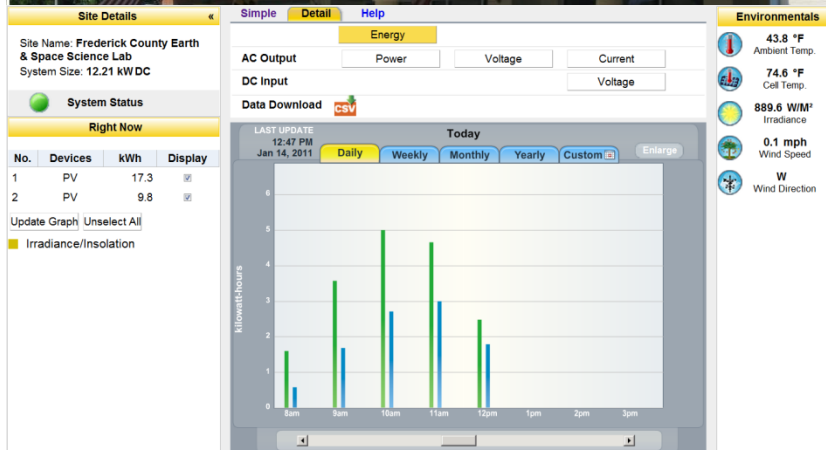 Site Details «
Site Name: Frederick County Earth
& Space Science Lab
System Size: 12.21 kW DC
System Status
Right Now
No. Devices kWh Display
1 PV 17.3
2 PV 9.8
Update Graph Unselect All
Irradiance/Insolation
Simple Detail Help
Energy
AC Output Power Voltage Current
DC Input Voltage
Data Download CSV
LAST UPDATE
12:47 PM
Jan 14, 2011
Today
Daily Weekly Monthly Yearly Custom Enlarge
kilowatt-hours
6
5
4
3
2
1
0
8am 9am 10am 11am 12pm 1pm 2pm 3pm
Environmentals
43.8 °F
Ambient Temp.
74.6 °F
Cell Temp.
889.6 W/M²
Irradiance
0.1 mph
Wind Speed
W
Wind Direction